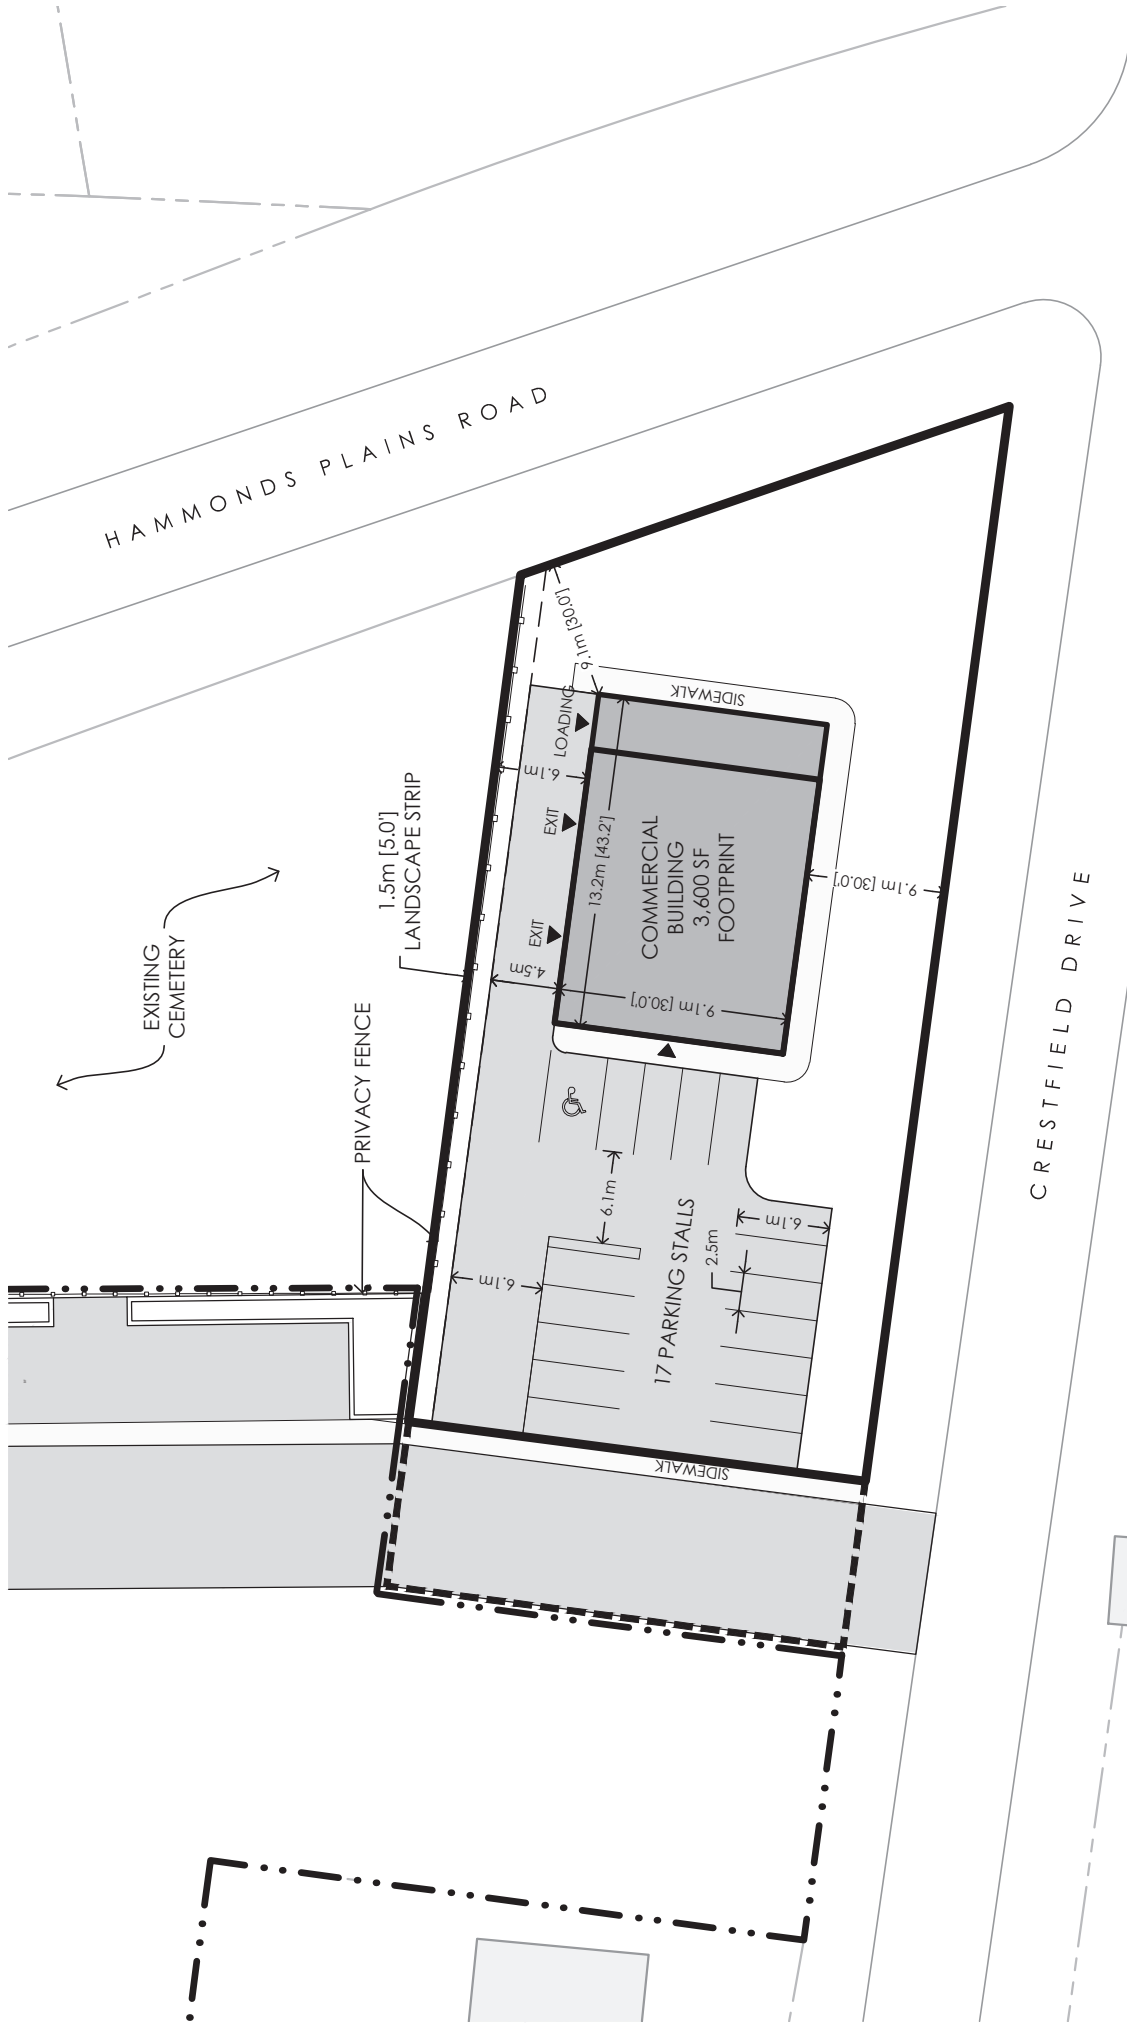 HAMMONDS PLAINS ROAD
9.1m [30.0']
SIDEWALK
LOADING
6.1m
EXIT
1.5m [5.0']
LANDSCAPE STRIP
13.2m [43.2']
COMMERCIAL
BUILDING
3,600 SF
FOOTPRINT
9.1m [30.0']
CRESTFIELD DRIVE
EXIT
4.5m
9.1m [30.0']
EXISTING
CEMETERY
PRIVACY FENCE
6.1m
6.1m
2.5m
6.1m
17 PARKING STALLS
SIDEWALK